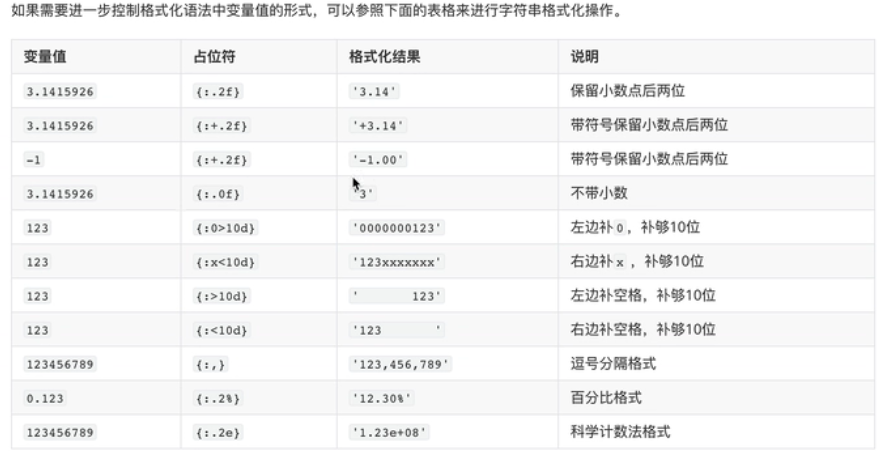 如果需要进一步控制格式化语法中变量值的形式，可以参照下面的表格来进行字符串格式化操作。
变量值 占位符 格式化结果 说明
3.1415926 {:.2f} '3.14' 保留小数点后两位
3.1415926 {:+.2f} '+3.14' 带符号保留小数点后两位
-1 {:+.2f} '-1.00' 带符号保留小数点后两位
3.1415926 {:.0f} '3' 不带小数
123 {:0>10d} '0000000123' 左边补0，补够10位
123 {:x<10d} '123xxxxxxx' 右边补x，补够10位
123 {:>10d} '       123' 左边补空格，补够10位
123 {:<10d} '123       ' 右边补空格，补够10位
123456789 {:,} '123,456,789' 逗号分隔格式
0.123 {:.2%} '12.30%' 百分比格式
123456789 {:.2e} '1.23e+08' 科学计数法格式